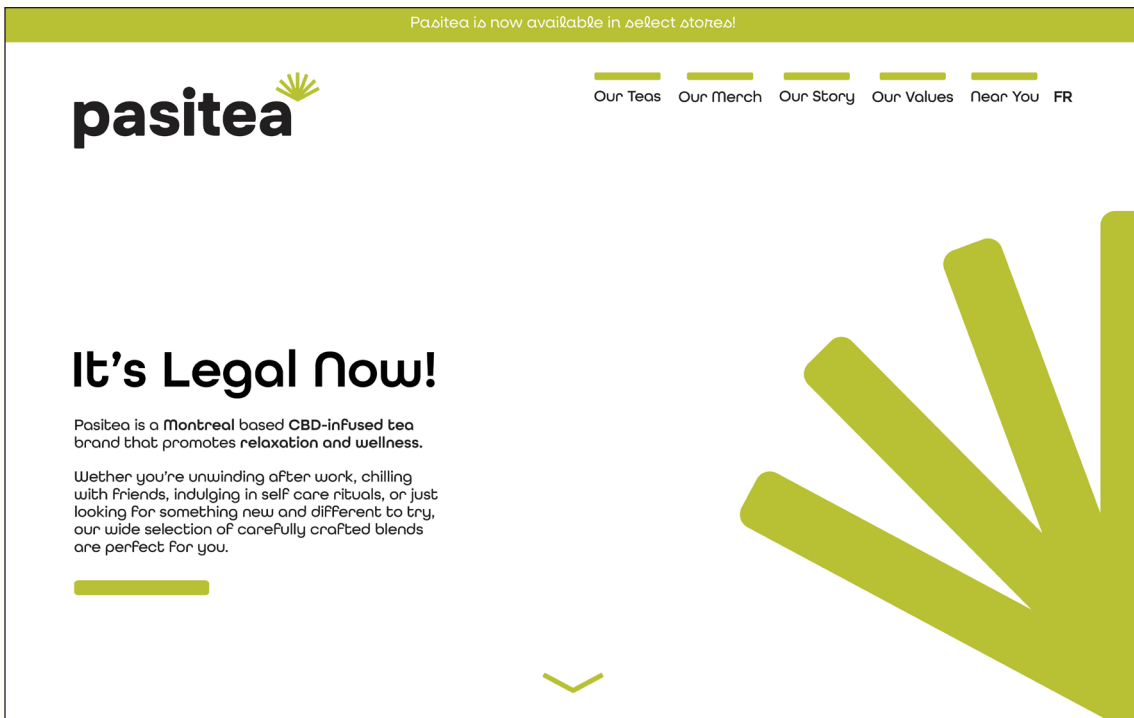 Pasitea is now available in select stores!
pasitea
Our Teas Our Merch Our Story Our Values Near You FR
It's Legal Now!
Pasitea is a Montreal based CBD-infused tea
brand that promotes relaxation and wellness.
Wether you're unwinding after work, chilling
with friends, indulging in self care rituals, or just
looking for something new and different to try,
our wide selection of carefully crafted blends
are perfect for you.